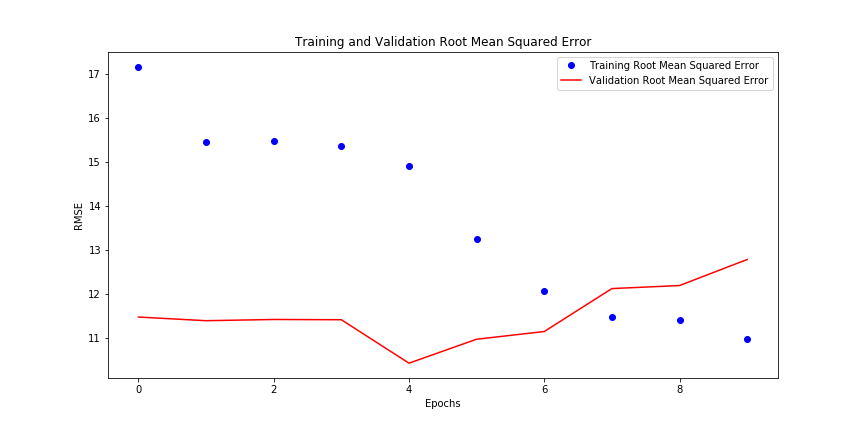 Training and Validation Root Mean Squared Error
Training Root Mean Squared Error
Validation Root Mean Squared Error
RMSE
17
16
15
14
13
12
11
0 2 4 6 8
Epochs